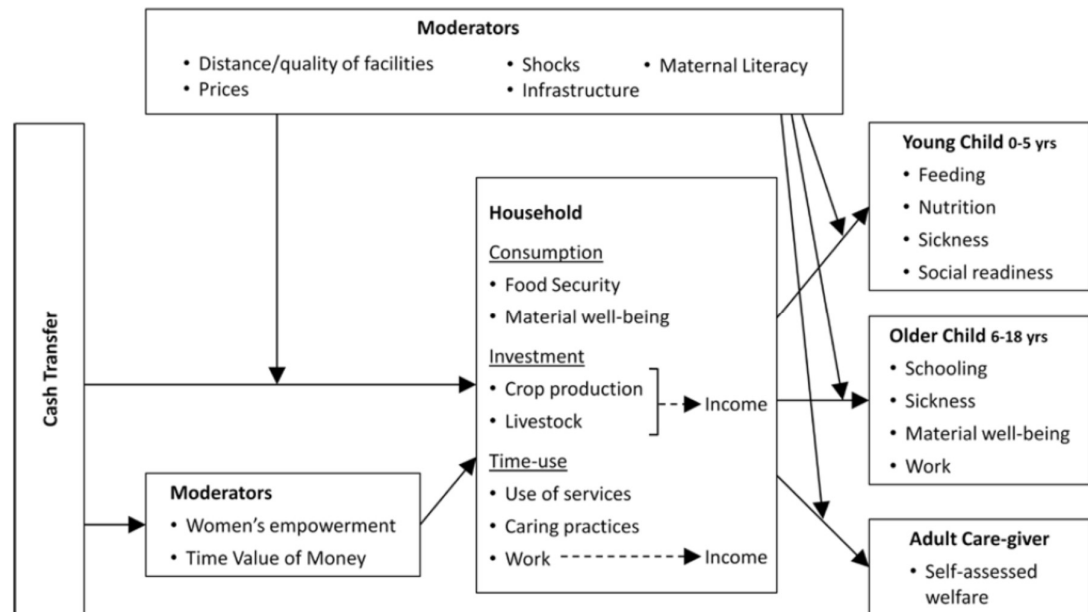 Moderators
• Distance/quality of facilities
• Prices
• Shocks
• Infrastructure
• Maternal Literacy
Cash Transfer
Moderators
• Women's empowerment
• Time Value of Money
Household
Consumption
• Food Security
• Material well-being
Investment
• Crop production
• Livestock
Income
Time-use
• Use of services
• Caring practices
• Work
Income
Young Child 0-5 yrs
• Feeding
• Nutrition
• Sickness
• Social readiness
Older Child 6-18 yrs
• Schooling
• Sickness
• Material well-being
• Work
Adult Care-giver
• Self-assessed
welfare